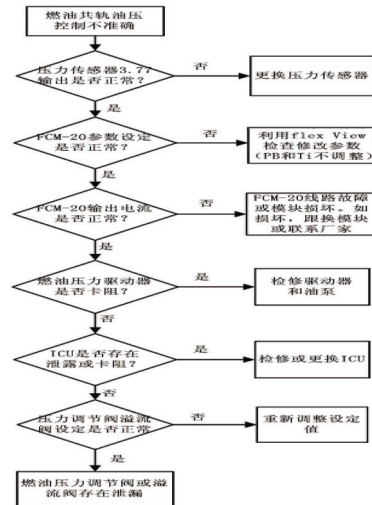 燃油共轨油压
控制不准确
压力传感器3.77
输出是否正常？
否
更换压力传感器
是
FCM-20参数设定
是否正常？
否
利用flex View
检查修改参数
(PB和Ti不调整)
是
FCM-20输出电流
是否正常？
否
FCM-20线路故障
或模块损坏，如
损坏，跟换模块
或联系厂家
是
燃油压力驱动器
是否卡阻？
是
检修驱动器
和油泵
否
ICU是否存在
泄露或卡阻？
是
检修或更换ICU
否
压力调节阀溢流
阀设定是否正常
否
重新调整设定
值
是
燃油压力调节阀或溢
流阀存在泄漏